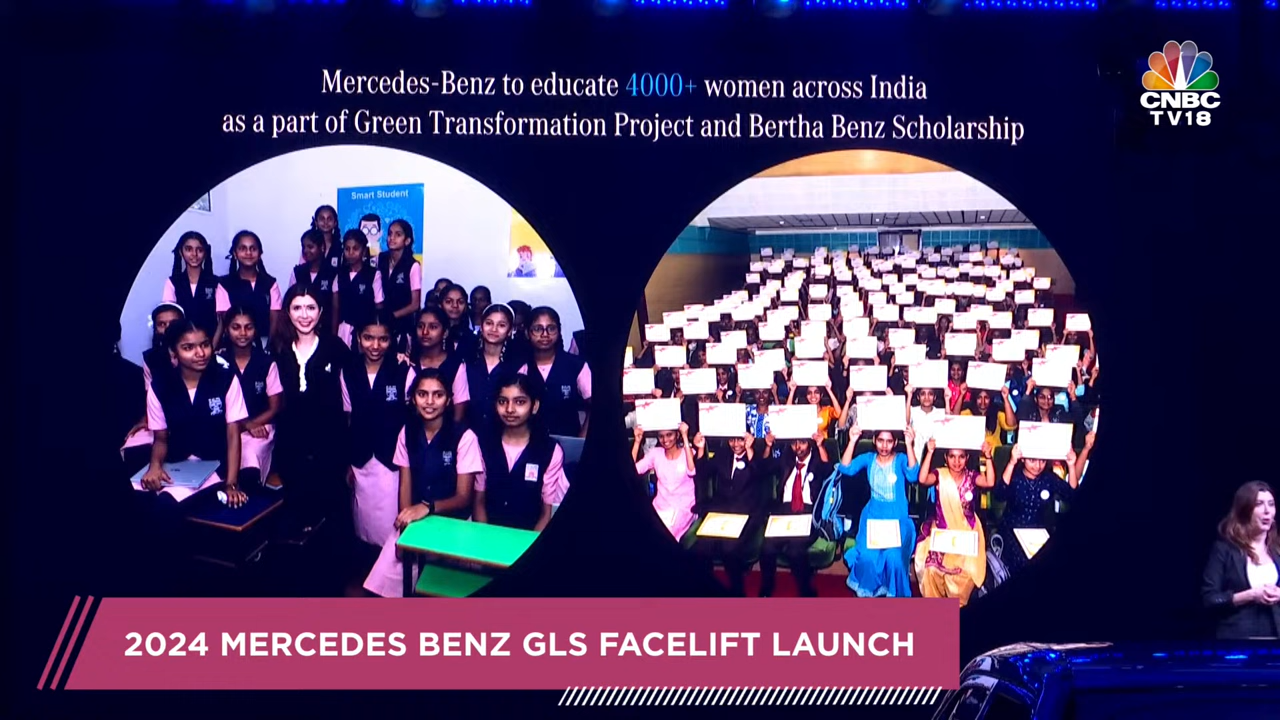 Mercedes-Benz to educate 4000+ women across India
as a part of Green Transformation Project and Bertha Benz Scholarship
CNBC
TV18
Smart Student
2024 MERCEDES BENZ GLS FACELIFT LAUNCH